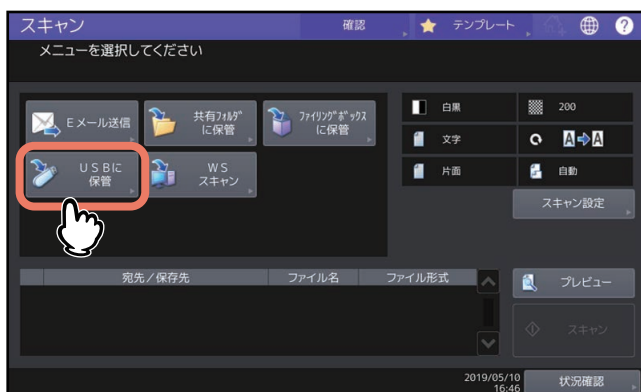 スキャン
確認
テンプレート
?
メニューを選択してください
Eメール送信
共有フォルダ
に保管
ファイリングボックス
に保管
USBに
保管
WS
スキャン
白黒
200
文字
A A
片面
自動
スキャン設定
宛先/保存先
ファイル名
ファイル形式
プレビュー
スキャン
2019/05/10
16:46
状況確認